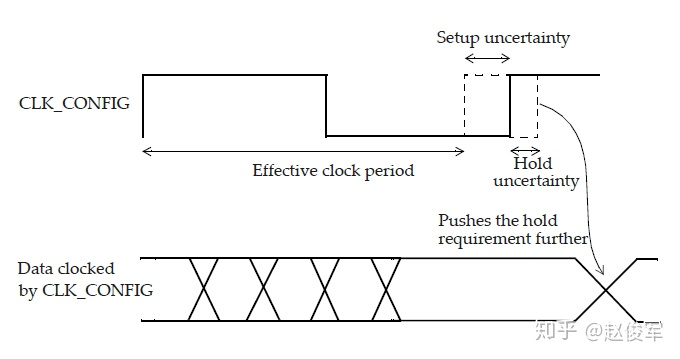 Setup uncertainty
CLK_CONFIG
Effective clock period
Hold
uncertainty
Pushes the hold
requirement further
Data clocked
by CLK_CONFIG
知乎 @赵俊军